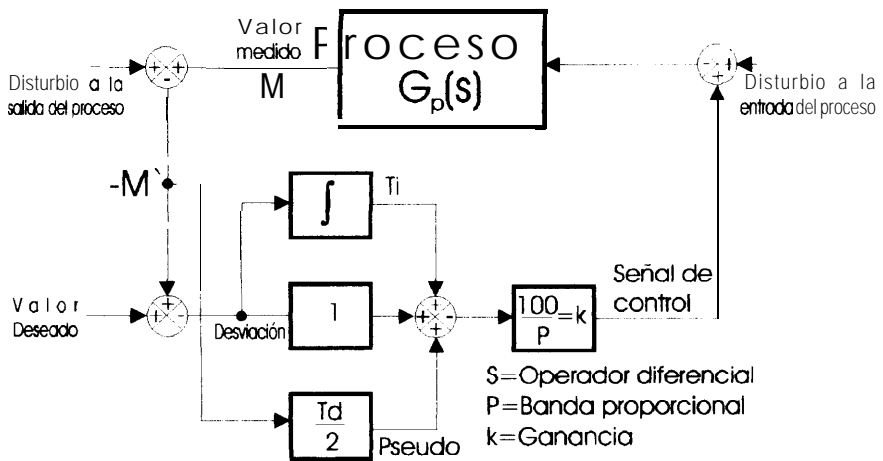 Valor
medido
M
Proceso
Gp(s)
Disturbio a la
salida del proceso
Disturbio a la
entrada del proceso
-M`
∫
Ti
Valor
Deseado
Desviación
1
100/P=k
Señal de
control
Td/2
Pseudo
S=Operador diferencial
P=Banda proporcional
k=Ganancia